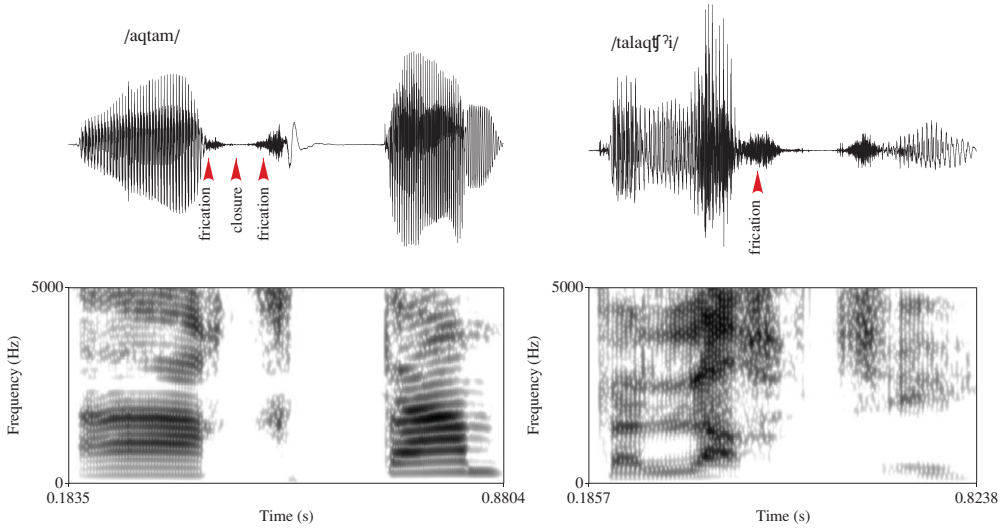 /aqtam/
/talaqʧˀi/
frication
closure
frication
frication
5000
Frequency (Hz)
0
0.1835
0.8804
Time (s)
5000
Frequency (Hz)
0
0.1857
0.8238
Time (s)